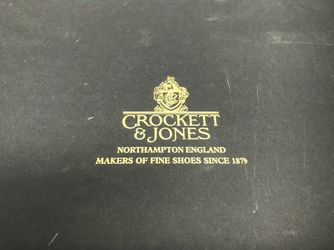 CROCKETT
& JONES
NORTHAMPTON ENGLAND
MAKERS OF FINE SHOES SINCE 1879